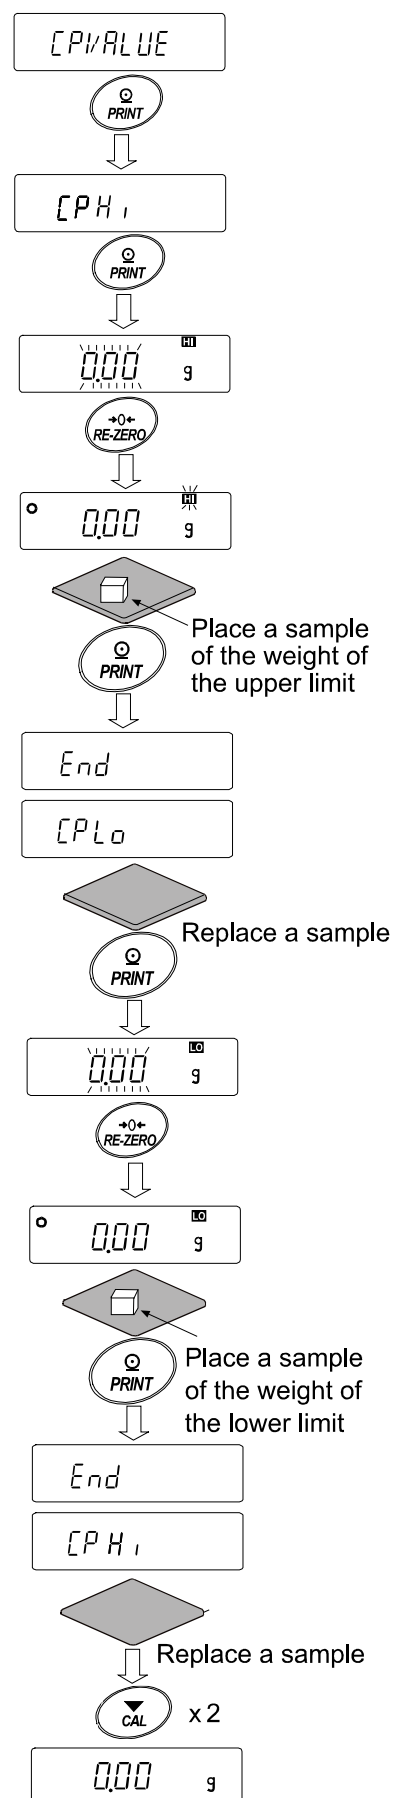 CPVALUE
PRINT
CPHi
PRINT
HI
0.00 g
→0←
RE-ZERO
HI
0.00 g
Place a sample
of the weight of
the upper limit
PRINT
End
CPLo
Replace a sample
PRINT
LO
0.00 g
→0←
RE-ZERO
LO
0.00 g
Place a sample
of the weight of
the lower limit
PRINT
End
CPHi
Replace a sample
CAL x 2
0.00 g